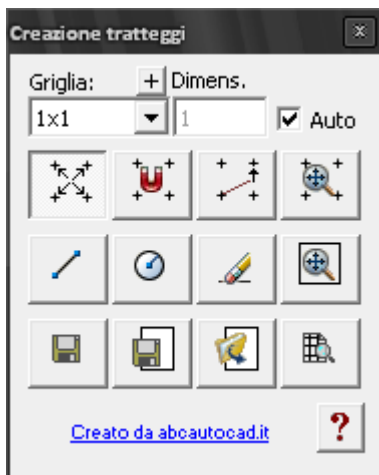 Creazione tratteggi
x
Griglia: + Dimens.
1x1 1 Auto
Creato da abcautocad.it ?